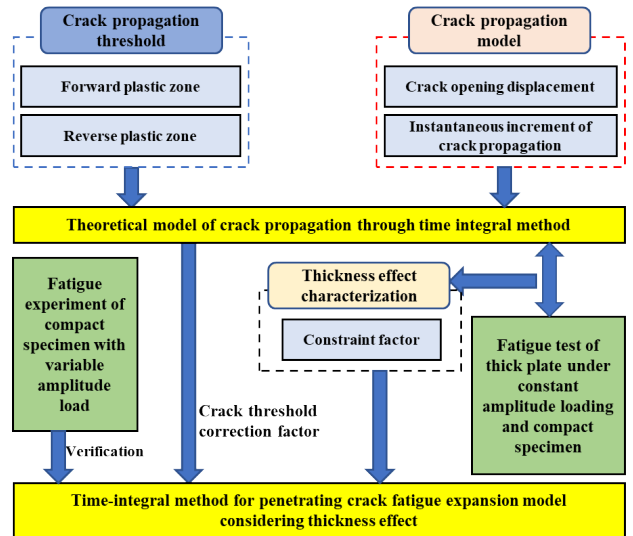 Crack propagation
threshold
Forward plastic zone
Reverse plastic zone
Crack propagation
model
Crack opening displacement
Instantaneous increment of
crack propagation
Theoretical model of crack propagation through time integral method
Fatigue
experiment of
compact
specimen with
variable
amplitude
load
Thickness effect
characterization
Constraint factor
Fatigue test of
thick plate under
constant
amplitude loading
and compact
specimen
Crack threshold
correction factor
Verification
Time-integral method for penetrating crack fatigue expansion model
considering thickness effect